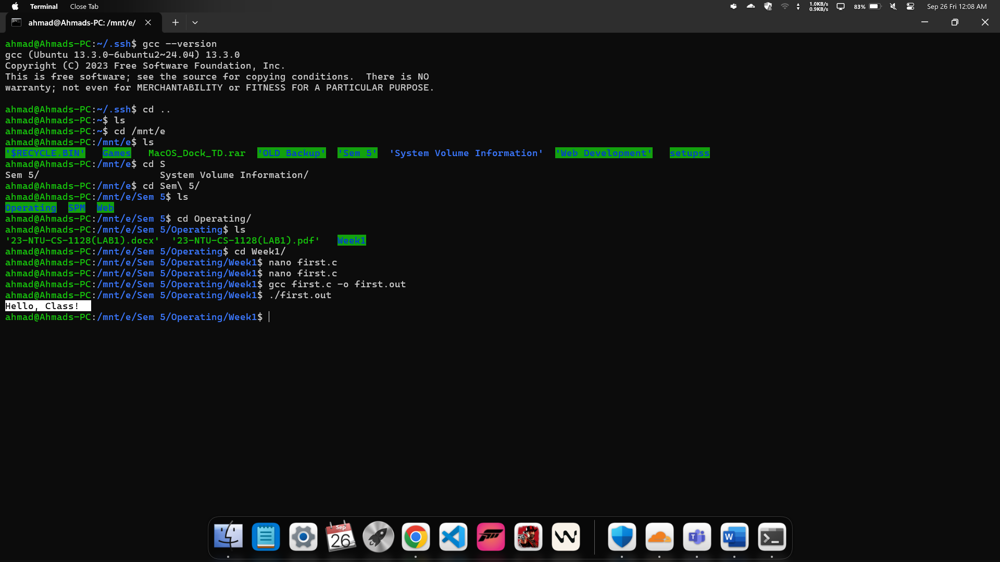 Terminal Close Tab 1.0KB/s 0.9KB/s 83% Sep 26 Fri 12:08 AM
ahmad@Ahmads-PC: /mnt/e/
ahmad@Ahmads-PC:~/.ssh$ gcc --version
gcc (Ubuntu 13.3.0-6ubuntu2~24.04) 13.3.0
Copyright (C) 2023 Free Software Foundation, Inc.
This is free software; see the source for copying conditions.  There is NO
warranty; not even for MERCHANTABILITY or FITNESS FOR A PARTICULAR PURPOSE.
ahmad@Ahmads-PC:~/.ssh$ cd ..
ahmad@Ahmads-PC:~$ ls
ahmad@Ahmads-PC:~$ cd /mnt/e
ahmad@Ahmads-PC:/mnt/e$ ls
'$RECYCLE.BIN'   Games   MacOS_Dock_TD.rar  'OLD Backup'  'Sem 5'  'System Volume Information'  'Web Development'   setupss
ahmad@Ahmads-PC:/mnt/e$ cd S
Sem 5/                     System Volume Information/
ahmad@Ahmads-PC:/mnt/e$ cd Sem\ 5/
ahmad@Ahmads-PC:/mnt/e/Sem 5$ ls
Operating  SPM  Web
ahmad@Ahmads-PC:/mnt/e/Sem 5$ cd Operating/
ahmad@Ahmads-PC:/mnt/e/Sem 5/Operating$ ls
'23-NTU-CS-1128(LAB1).docx'  '23-NTU-CS-1128(LAB1).pdf'   Week1
ahmad@Ahmads-PC:/mnt/e/Sem 5/Operating$ cd Week1/
ahmad@Ahmads-PC:/mnt/e/Sem 5/Operating/Week1$ nano first.c
ahmad@Ahmads-PC:/mnt/e/Sem 5/Operating/Week1$ nano first.c
ahmad@Ahmads-PC:/mnt/e/Sem 5/Operating/Week1$ gcc first.c -o first.out
ahmad@Ahmads-PC:/mnt/e/Sem 5/Operating/Week1$ ./first.out
Hello, Class!
ahmad@Ahmads-PC:/mnt/e/Sem 5/Operating/Week1$
Sep
26
T
W